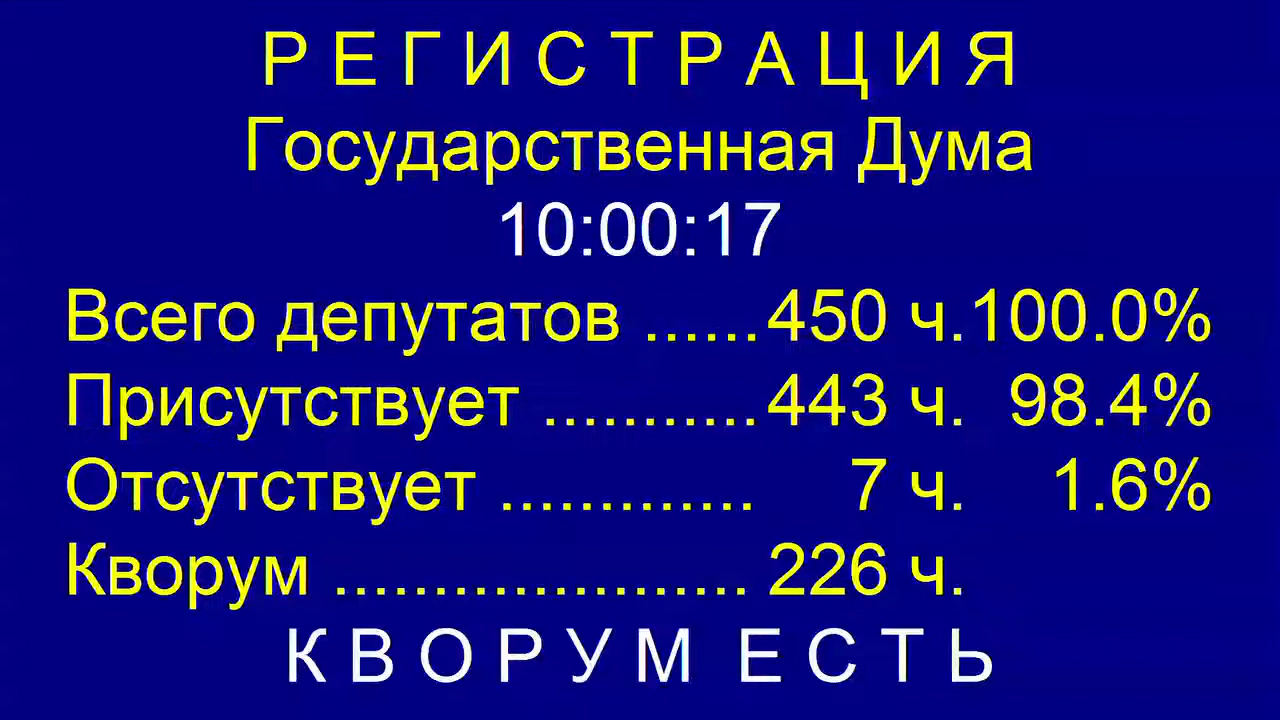 Р Е Г И С Т Р А Ц И Я
Государственная Дума
10:00:17
Всего депутатов ...... 450 ч. 100.0%
Присутствует ........... 443 ч. 98.4%
Отсутствует ............. 7 ч. 1.6%
Кворум ..................... 226 ч.
К В О Р У М Е С Т Ь